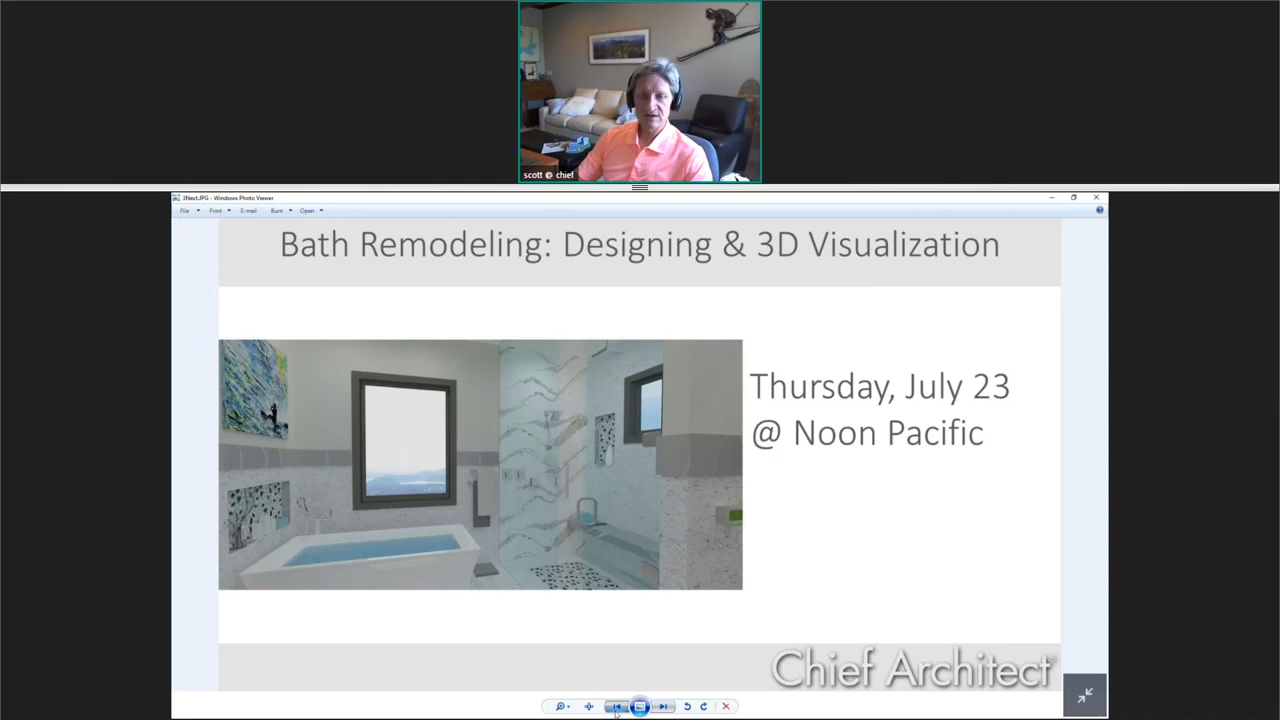 scott @ chief
3Next.JPG - Windows Photo Viewer
File
Print
E-mail
Burn
Open
Bath Remodeling: Designing & 3D Visualization
Thursday, July 23
@ Noon Pacific
Chief Architect